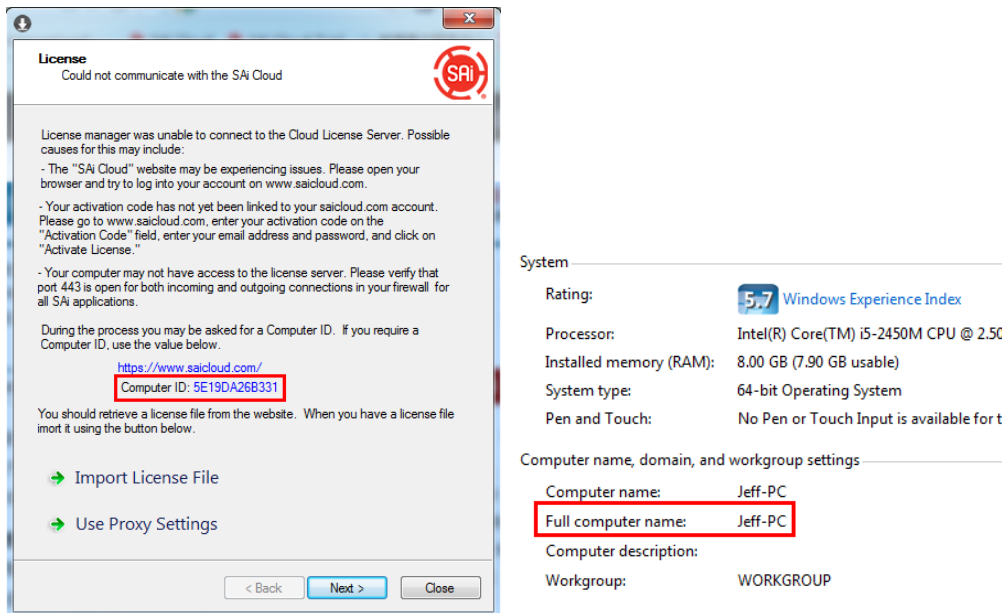 License
Could not communicate with the SAi Cloud
SAi
License manager was unable to connect to the Cloud License Server. Possible
causes for this may include:
- The "SAi Cloud" website may be experiencing issues. Please open your
browser and try to log into your account on www.saicloud.com.
- Your activation code has not yet been linked to your saicloud.com account.
Please go to www.saicloud.com, enter your activation code on the
"Activation Code" field, enter your email address and password, and click on
"Activate License."
- Your computer may not have access to the license server. Please verify that
port 443 is open for both incoming and outgoing connections in your firewall for
all SAi applications.
During the process you may be asked for a Computer ID. If you require a
Computer ID, use the value below.
https://www.saicloud.com/
Computer ID: 5E19DA26B331
You should retrieve a license file from the website. When you have a license file
imort it using the button below.
Import License File
Use Proxy Settings
< Back
Next >
Close
System
Rating: 5.7 Windows Experience Index
Processor: Intel(R) Core(TM) i5-2450M CPU @ 2.50
Installed memory (RAM): 8.00 GB (7.90 GB usable)
System type: 64-bit Operating System
Pen and Touch: No Pen or Touch Input is available for t
Computer name, domain, and workgroup settings
Computer name: Jeff-PC
Full computer name: Jeff-PC
Computer description:
Workgroup: WORKGROUP